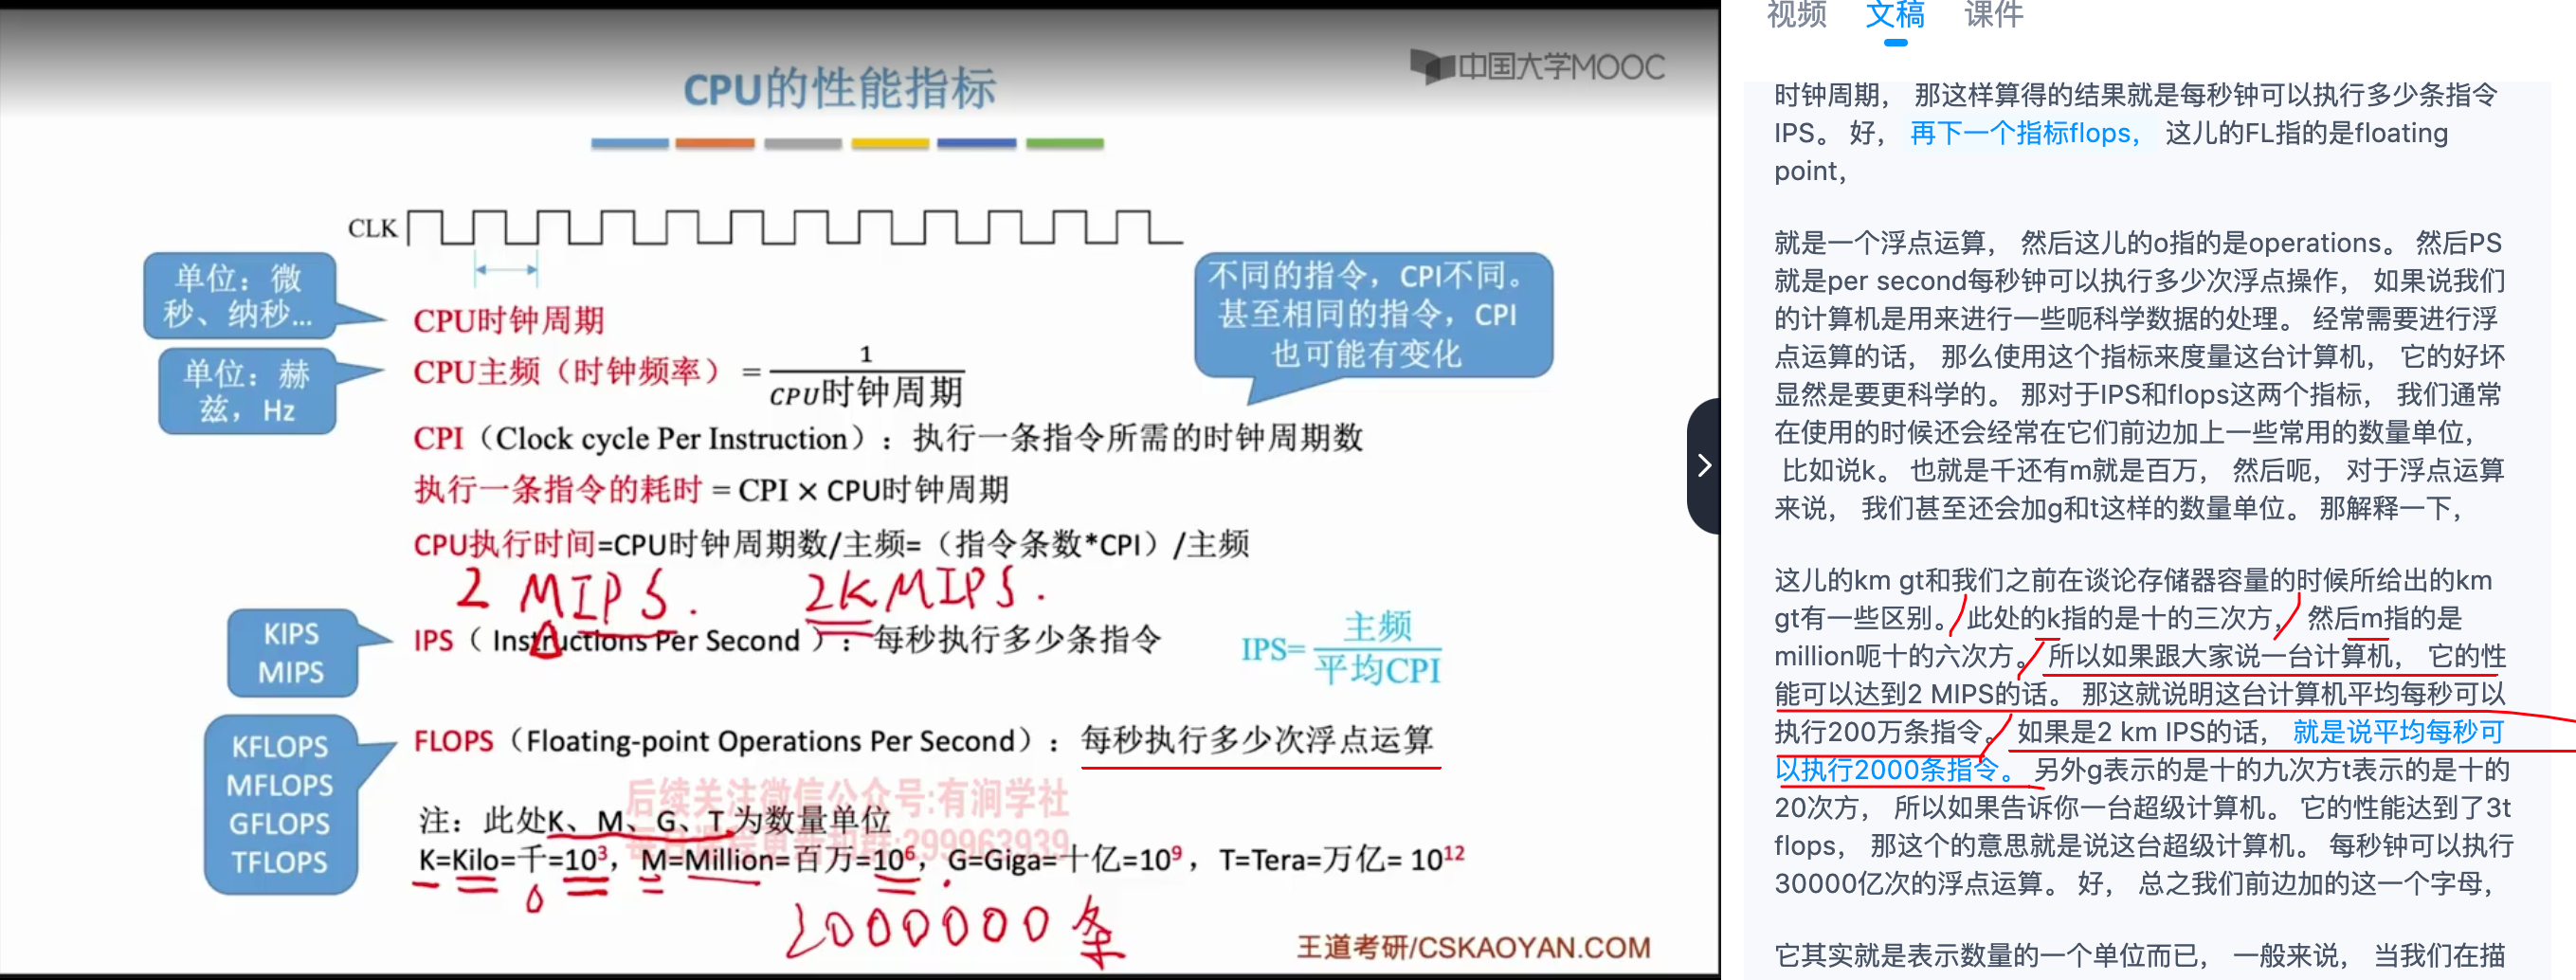 CPU的性能指标
中国大学MOOC
CLK
单位：微
秒、纳秒...
不同的指令，CPI不同。
甚至相同的指令，CPI
也可能有变化
CPU时钟周期
单位：赫
兹，Hz
CPU主频（时钟频率） = 1
CPU时钟周期
CPI（Clock cycle Per Instruction）：执行一条指令所需的时钟周期数
执行一条指令的耗时 = CPI × CPU时钟周期
CPU执行时间=CPU时钟周期数/主频=（指令条数*CPI）/主频
2 MIPS. 2KMIPS.
KIPS
MIPS
IPS（ Instructions Per Second ）：每秒执行多少条指令
IPS= 主频
平均CPI
KFLOPS
MFLOPS
GFLOPS
TFLOPS
FLOPS（Floating-point Operations Per Second）：每秒执行多少次浮点运算
后续关注微信公众号:有涧学社
注：此处K、M、G、T为数量单位
K=Kilo=千=10³，M=Million=百万=10⁶，G=Giga=十亿=10⁹，T=Tera=万亿= 10¹²
2000000条
王道考研/CSKAOYAN.COM
视频 文稿 课件
时钟周期， 那这样算得的结果就是每秒钟可以执行多少条指令
IPS。 好， 再下一个指标flops， 这儿的FL指的是floating
point，
就是一个浮点运算， 然后这儿的o指的是operations。 然后PS
就是per second每秒钟可以执行多少次浮点操作， 如果说我们
的计算机是用来进行一些呃科学数据的处理。 经常需要进行浮
点运算的话， 那么使用这个指标来度量这台计算机， 它的好坏
显然是要更科学的。 那对于IPS和flops这两个指标， 我们通常
在使用的时候还会经常在它们前边加上一些常用的数量单位，
比如说k。 也就是千还有m就是百万， 然后呃， 对于浮点运算
来说， 我们甚至还会加g和t这样的数量单位。 那解释一下，
这儿的km gt和我们之前在谈论存储器容量的时候所给出的km
gt有一些区别。 此处的k指的是十的三次方， 然后m指的是
million呃十的六次方。 所以如果跟大家说一台计算机， 它的性
能可以达到2 MIPS的话。 那这就说明这台计算机平均每秒可以
执行200万条指令。 如果是2 km IPS的话， 就是说平均每秒可
以执行2000条指令。 另外g表示的是十的九次方t表示的是十的
20次方， 所以如果告诉你一台超级计算机。 它的性能达到了3t
flops， 那这个的意思就是说这台超级计算机。 每秒钟可以执行
30000亿次的浮点运算。 好， 总之我们前边加的这一个字母，
它其实就是表示数量的一个单位而已， 一般来说， 当我们在描